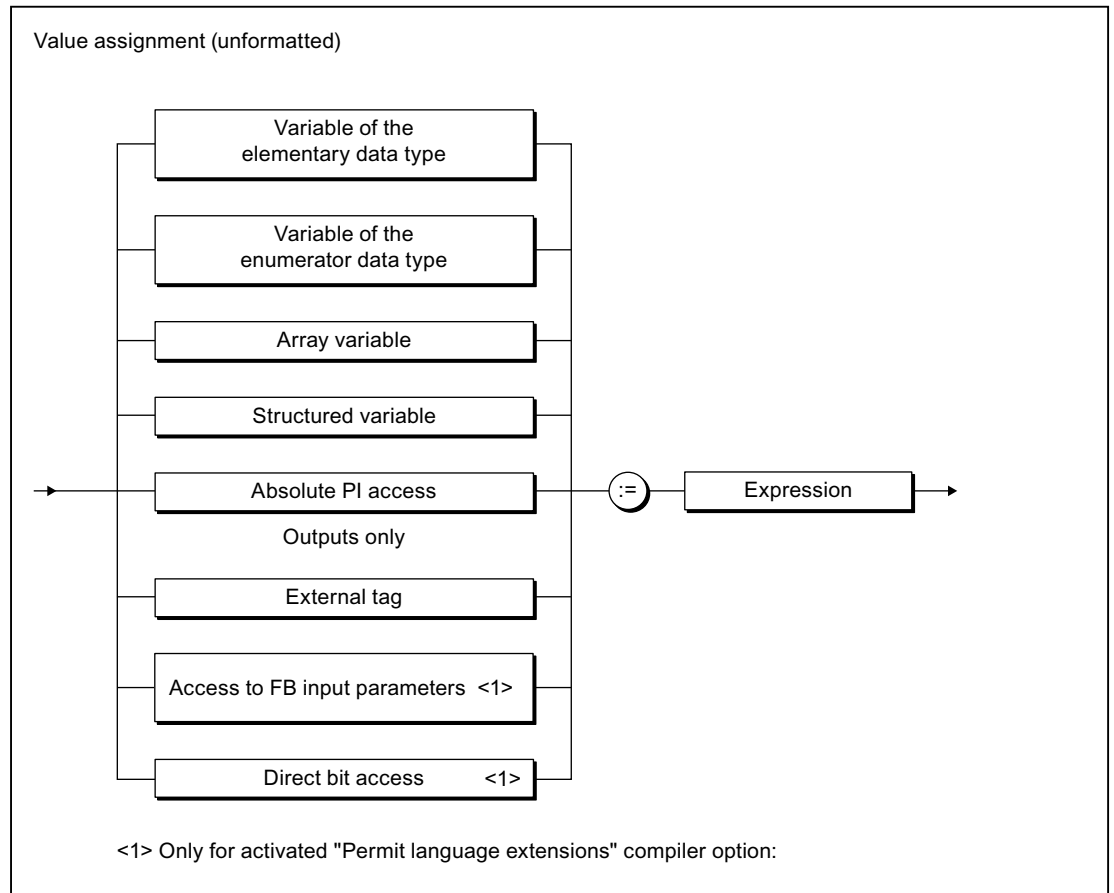 Value assignment (unformatted)
Variable of the
elementary data type
Variable of the
enumerator data type
Array variable
Structured variable
Absolute PI access
:=
Expression
Outputs only
External tag
Access to FB input parameters <1>
Direct bit access <1>
<1> Only for activated "Permit language extensions" compiler option: